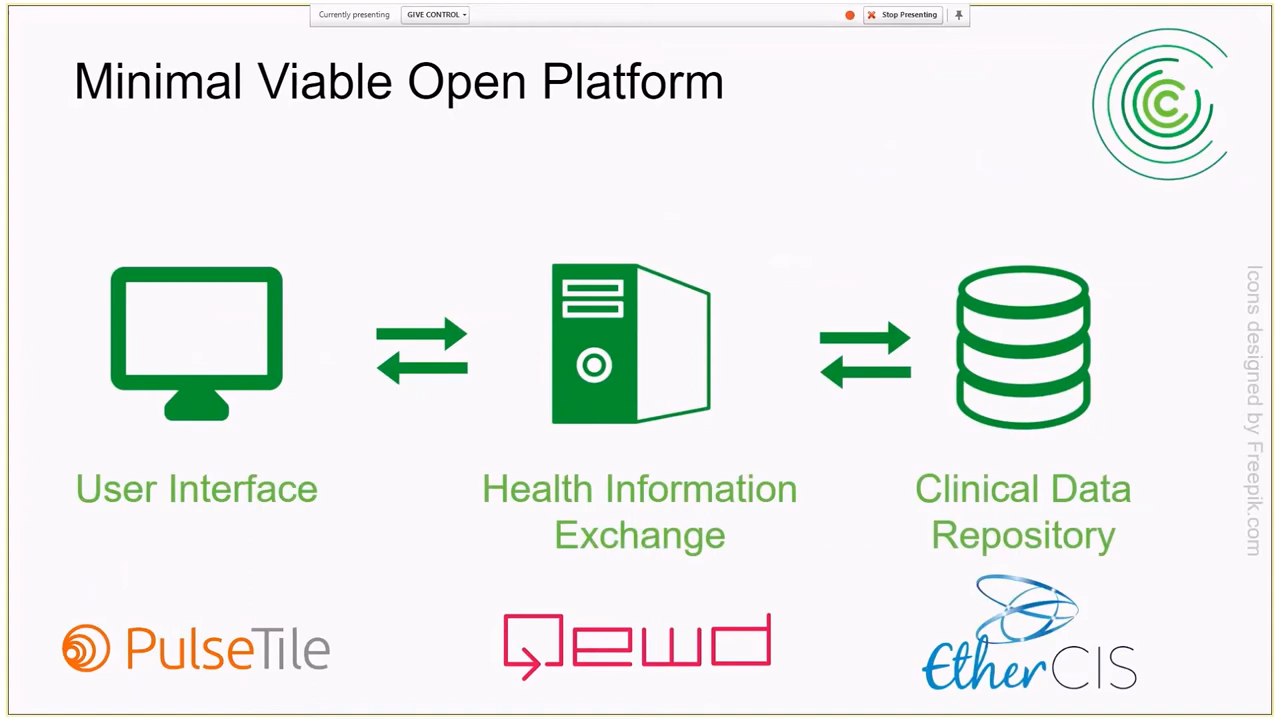 Currently presenting
GIVE CONTROL
Stop Presenting
Minimal Viable Open Platform
C
User Interface
Health Information
Exchange
Clinical Data
Repository
PulseTile
Qewd
EtherCIS
Icons designed by Freepik.com